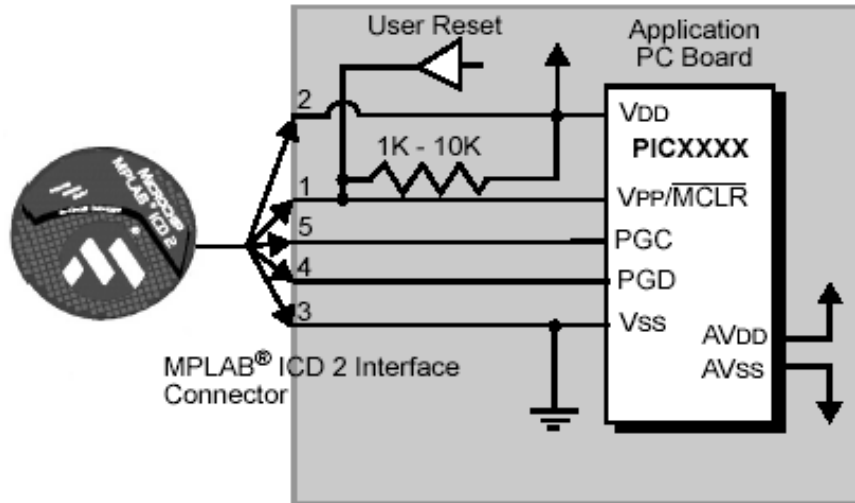 User Reset
Application
PC Board
2
VDD
1K - 10K
PICXXXX
1
VPP/MCLR
5
PGC
4
PGD
3
VSS
AVDD
AVSS
MICROCHIP
MPLAB® ICD 2
MPLAB® ICD 2 Interface
Connector